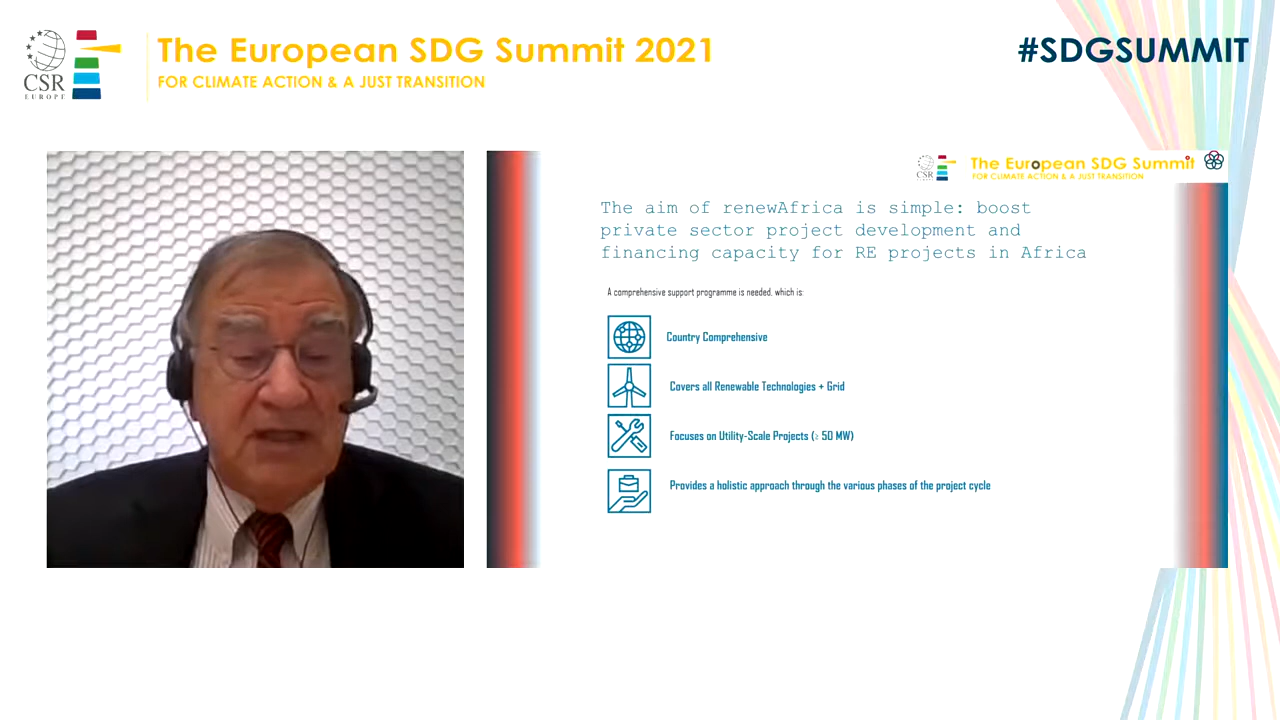 CSR
EUROPE
The European SDG Summit 2021
FOR CLIMATE ACTION & A JUST TRANSITION
#SDGSUMMIT
CSR
The European SDG Summit
FOR CLIMATE ACTION & A JUST TRANSITION
The aim of renewAfrica is simple: boost
private sector project development and
financing capacity for RE projects in Africa
A comprehensive support programme is needed, which is:
Country Comprehensive
Covers all Renewable Technologies + Grid
Focuses on Utility-Scale Projects (≥ 50 MW)
Provides a holistic approach through the various phases of the project cycle